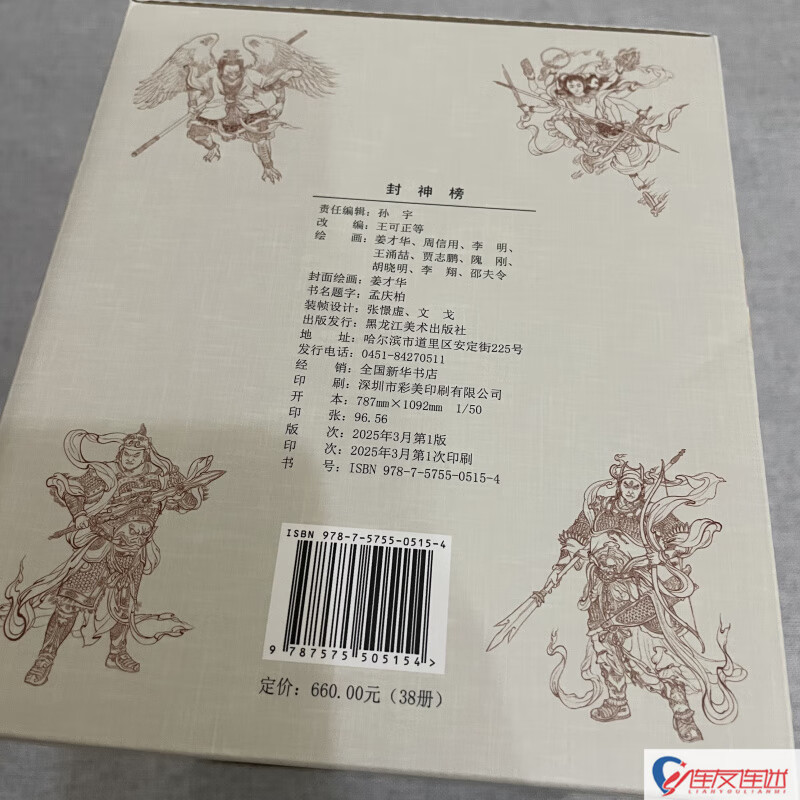 封神榜
责任编辑：孙 宇
改 编：王可正等
绘 画：姜才华、周信用、李 明、
王涌喆、贾志鹏、隗 刚、
胡晓明、李 翔、邵夫令
封面绘画：姜才华
书名题字：孟庆柏
装帧设计：张憬虚、文 戈
出版发行：黑龙江美术出版社
地 址：哈尔滨市道里区安定街225号
发行电话：0451-84270511
经 销：全国新华书店
印 刷：深圳市彩美印刷有限公司
开 本：787mm×1092mm 1/50
印 张：96.56
版 次：2025年3月第1版
印 次：2025年3月第1次印刷
书 号：ISBN 978-7-5755-0515-4
ISBN 978-7-5755-0515-4
9 787575 505154 >
定价：660.00元（38册）
连友连讲
LIANYOULIANMI